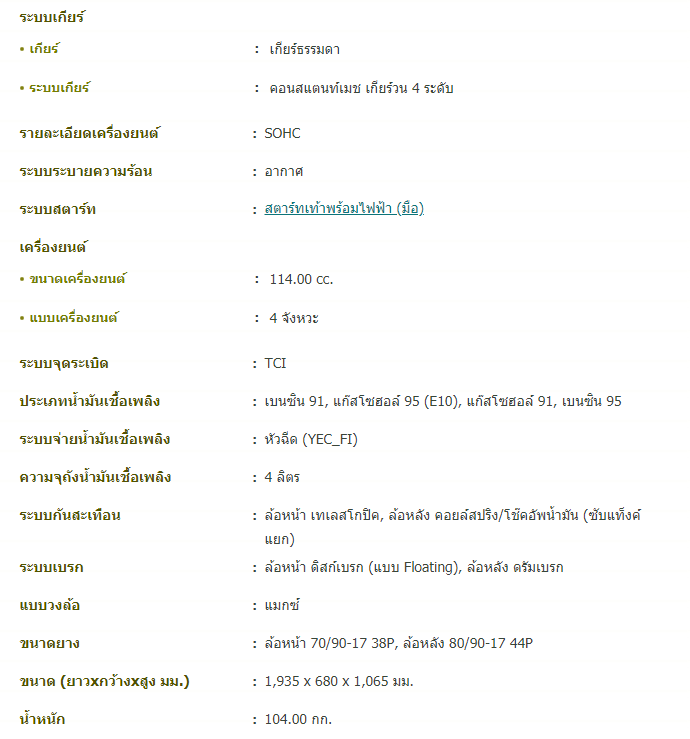 ระบบเกียร์
• เกียร์ : เกียร์ธรรมดา
• ระบบเกียร์ : คอนสแตนท์เมช เกียร์วน 4 ระดับ
รายละเอียดเครื่องยนต์ : SOHC
ระบบระบายความร้อน : อากาศ
ระบบสตาร์ท : สตาร์ทเท้าพร้อมไฟฟ้า (มือ)
เครื่องยนต์
• ขนาดเครื่องยนต์ : 114.00 cc.
• แบบเครื่องยนต์ : 4 จังหวะ
ระบบจุดระเบิด : TCI
ประเภทน้ำมันเชื้อเพลิง : เบนซิน 91, แก๊สโซฮอล์ 95 (E10), แก๊สโซฮอล์ 91, เบนซิน 95
ระบบจ่ายน้ำมันเชื้อเพลิง : หัวฉีด (YEC_FI)
ความจุถังน้ำมันเชื้อเพลิง : 4 ลิตร
ระบบกันสะเทือน : ล้อหน้า เทเลสโกปิค, ล้อหลัง คอยล์สปริง/โช๊คอัพน้ำมัน (ซับแท็งค์
แยก)
ระบบเบรก : ล้อหน้า ดิสก์เบรก (แบบ Floating), ล้อหลัง ดรัมเบรก
แบบวงล้อ : แมกซ์
ขนาดยาง : ล้อหน้า 70/90-17 38P, ล้อหลัง 80/90-17 44P
ขนาด (ยาวxกว้างxสูง มม.) : 1,935 x 680 x 1,065 มม.
น้ำหนัก : 104.00 กก.